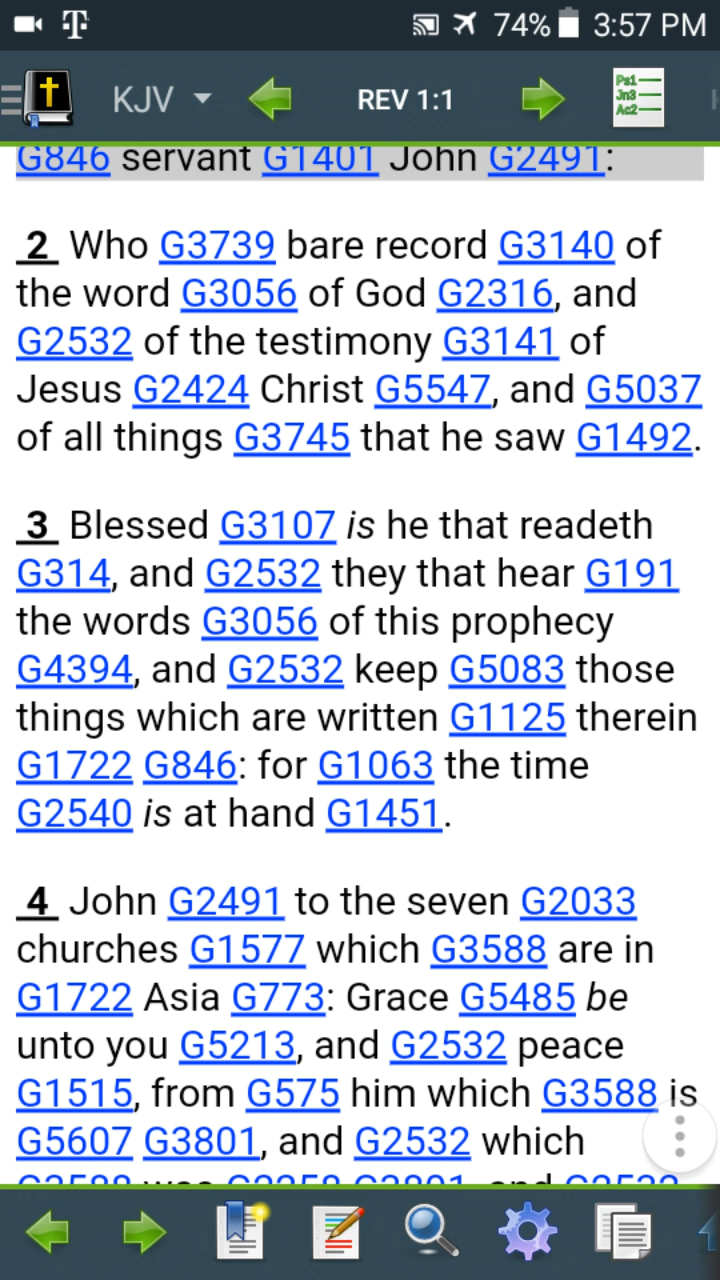 T 74% 3:57 PM
KJV REV 1:1 Ps1 Jn3 Ac2
G846 servant G1401 John G2491:
2 Who G3739 bare record G3140 of
the word G3056 of God G2316, and
G2532 of the testimony G3141 of
Jesus G2424 Christ G5547, and G5037
of all things G3745 that he saw G1492.
3 Blessed G3107 is he that readeth
G314, and G2532 they that hear G191
the words G3056 of this prophecy
G4394, and G2532 keep G5083 those
things which are written G1125 therein
G1722 G846: for G1063 the time
G2540 is at hand G1451.
4 John G2491 to the seven G2033
churches G1577 which G3588 are in
G1722 Asia G773: Grace G5485 be
unto you G5213, and G2532 peace
G1515, from G575 him which G3588 is
G5607 G3801, and G2532 which
G3588 was G2258 G3801, and G2532